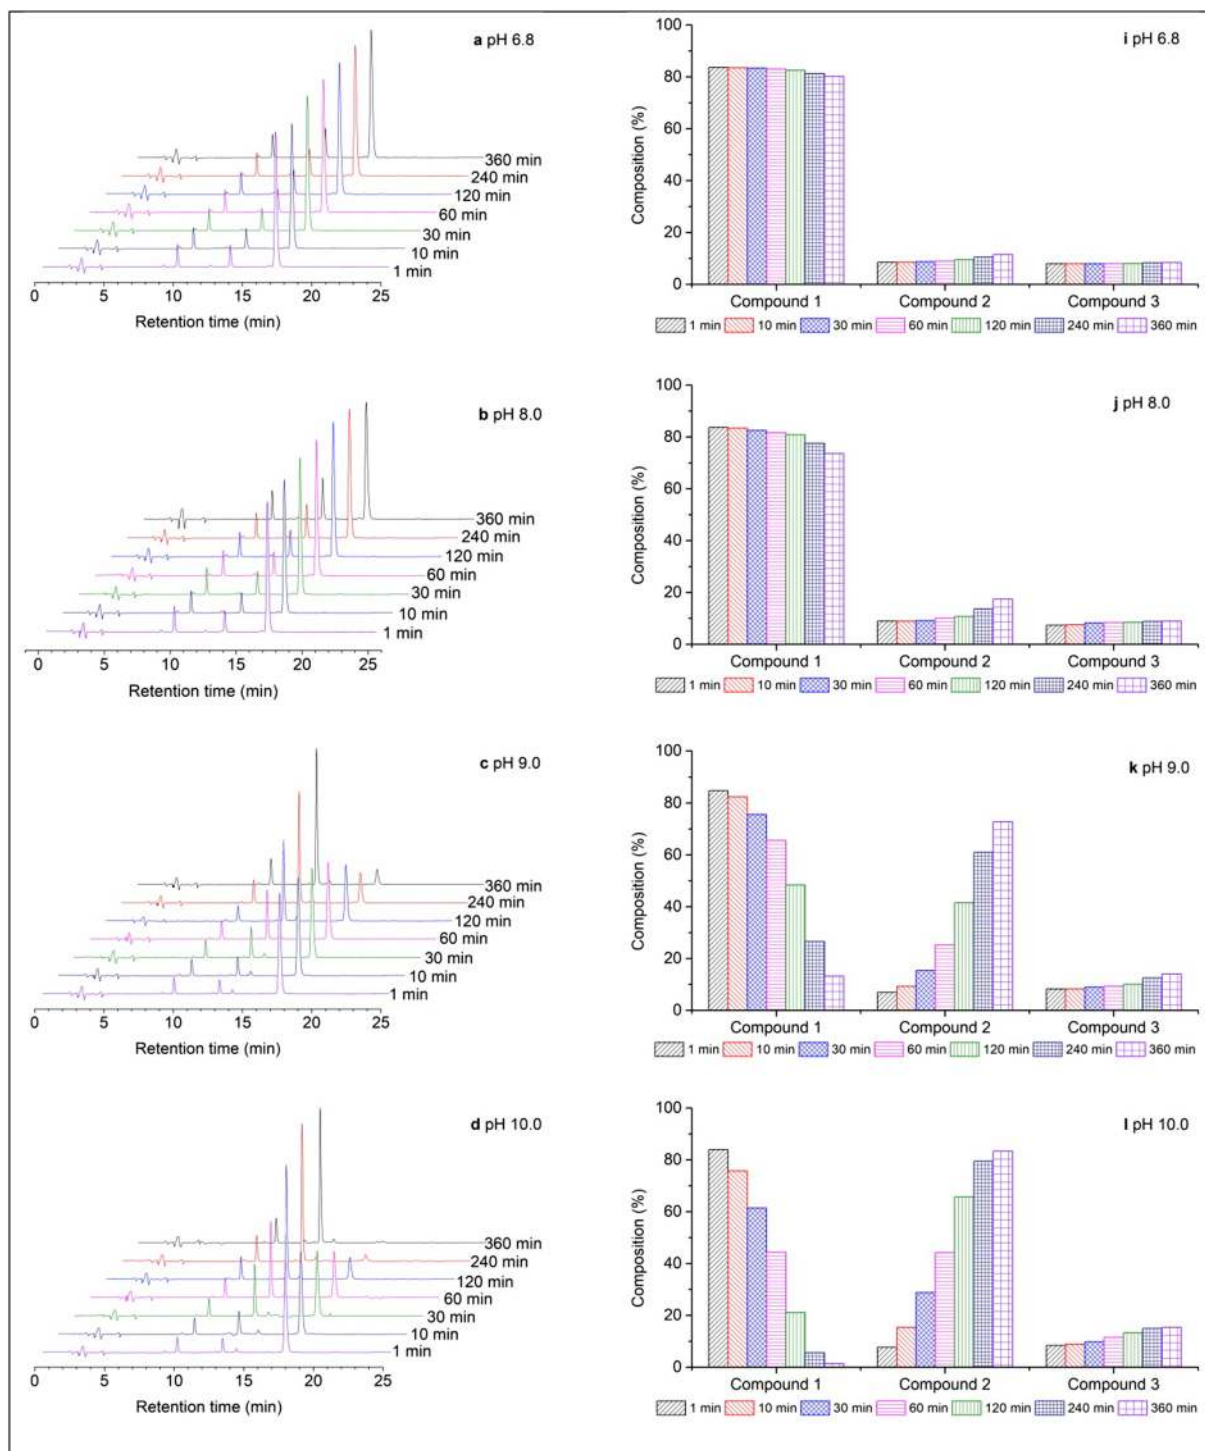 a pH 6.8
360 min
240 min
120 min
60 min
30 min
10 min
1 min
0 5 10 15 20 25
Retention time (min)
i pH 6.8
100
80
60
40
20
0
Composition (%)
Compound 1 Compound 2 Compound 3
1 min 10 min 30 min 60 min 120 min 240 min 360 min
b pH 8.0
360 min
240 min
120 min
60 min
30 min
10 min
1 min
0 5 10 15 20 25
Retention time (min)
j pH 8.0
100
80
60
40
20
0
Composition (%)
Compound 1 Compound 2 Compound 3
1 min 10 min 30 min 60 min 120 min 240 min 360 min
c pH 9.0
360 min
240 min
120 min
60 min
30 min
10 min
1 min
0 5 10 15 20 25
Retention time (min)
k pH 9.0
100
80
60
40
20
0
Composition (%)
Compound 1 Compound 2 Compound 3
1 min 10 min 30 min 60 min 120 min 240 min 360 min
d pH 10.0
360 min
240 min
120 min
60 min
30 min
10 min
1 min
0 5 10 15 20 25
Retention time (min)
l pH 10.0
100
80
60
40
20
0
Composition (%)
Compound 1 Compound 2 Compound 3
1 min 10 min 30 min 60 min 120 min 240 min 360 min